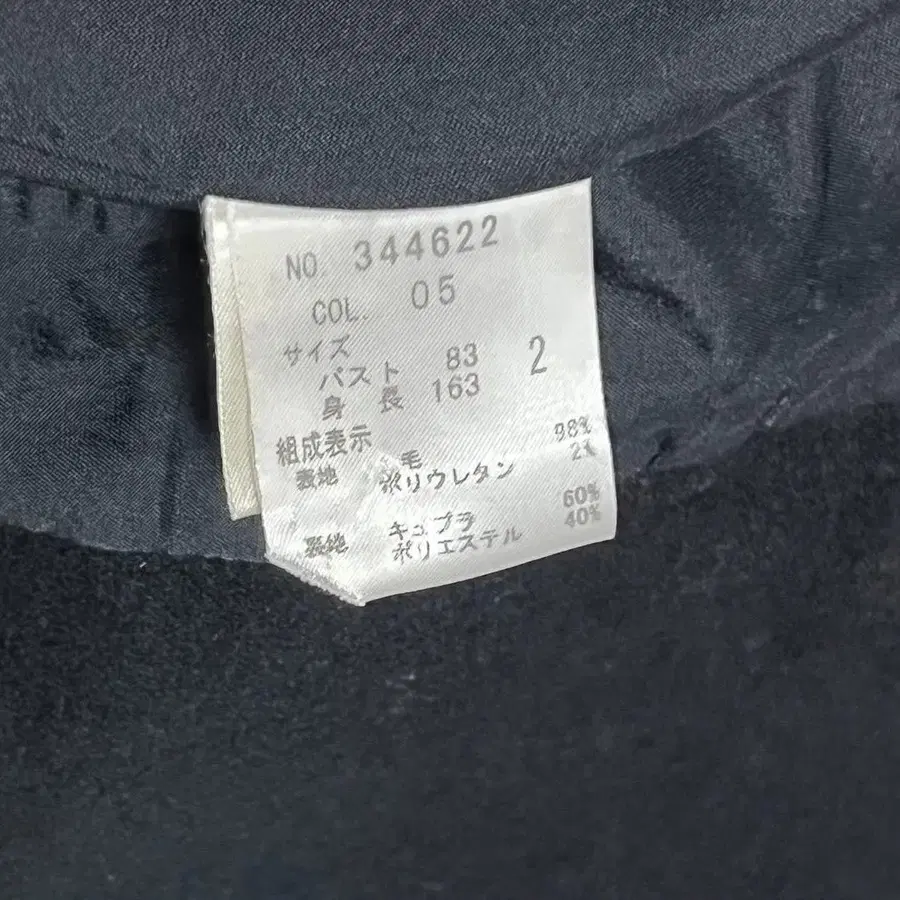 NO. 344622
COL. 05
サイズ 2
バスト 83
身長 163
組成表示
表地 毛 98%
ポリウレタン 2%
裏地 キュプラ 60%
ポリエステル 40%